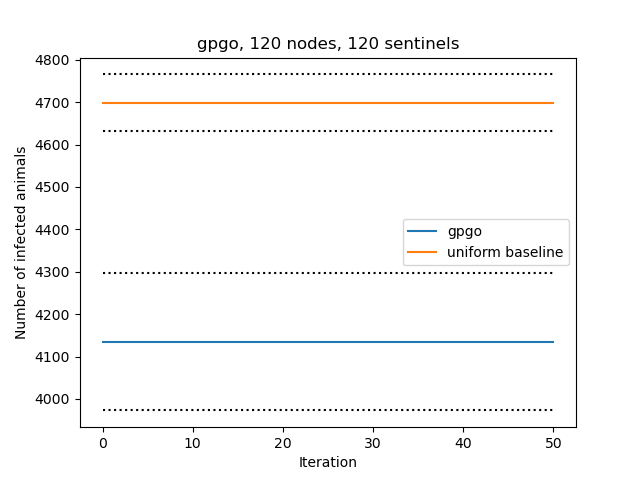 gpgo, 120 nodes, 120 sentinels
4800
4700
4600
4500
4400
4300
4200
4100
4000
Number of infected animals
gpgo
uniform baseline
0 10 20 30 40 50
Iteration